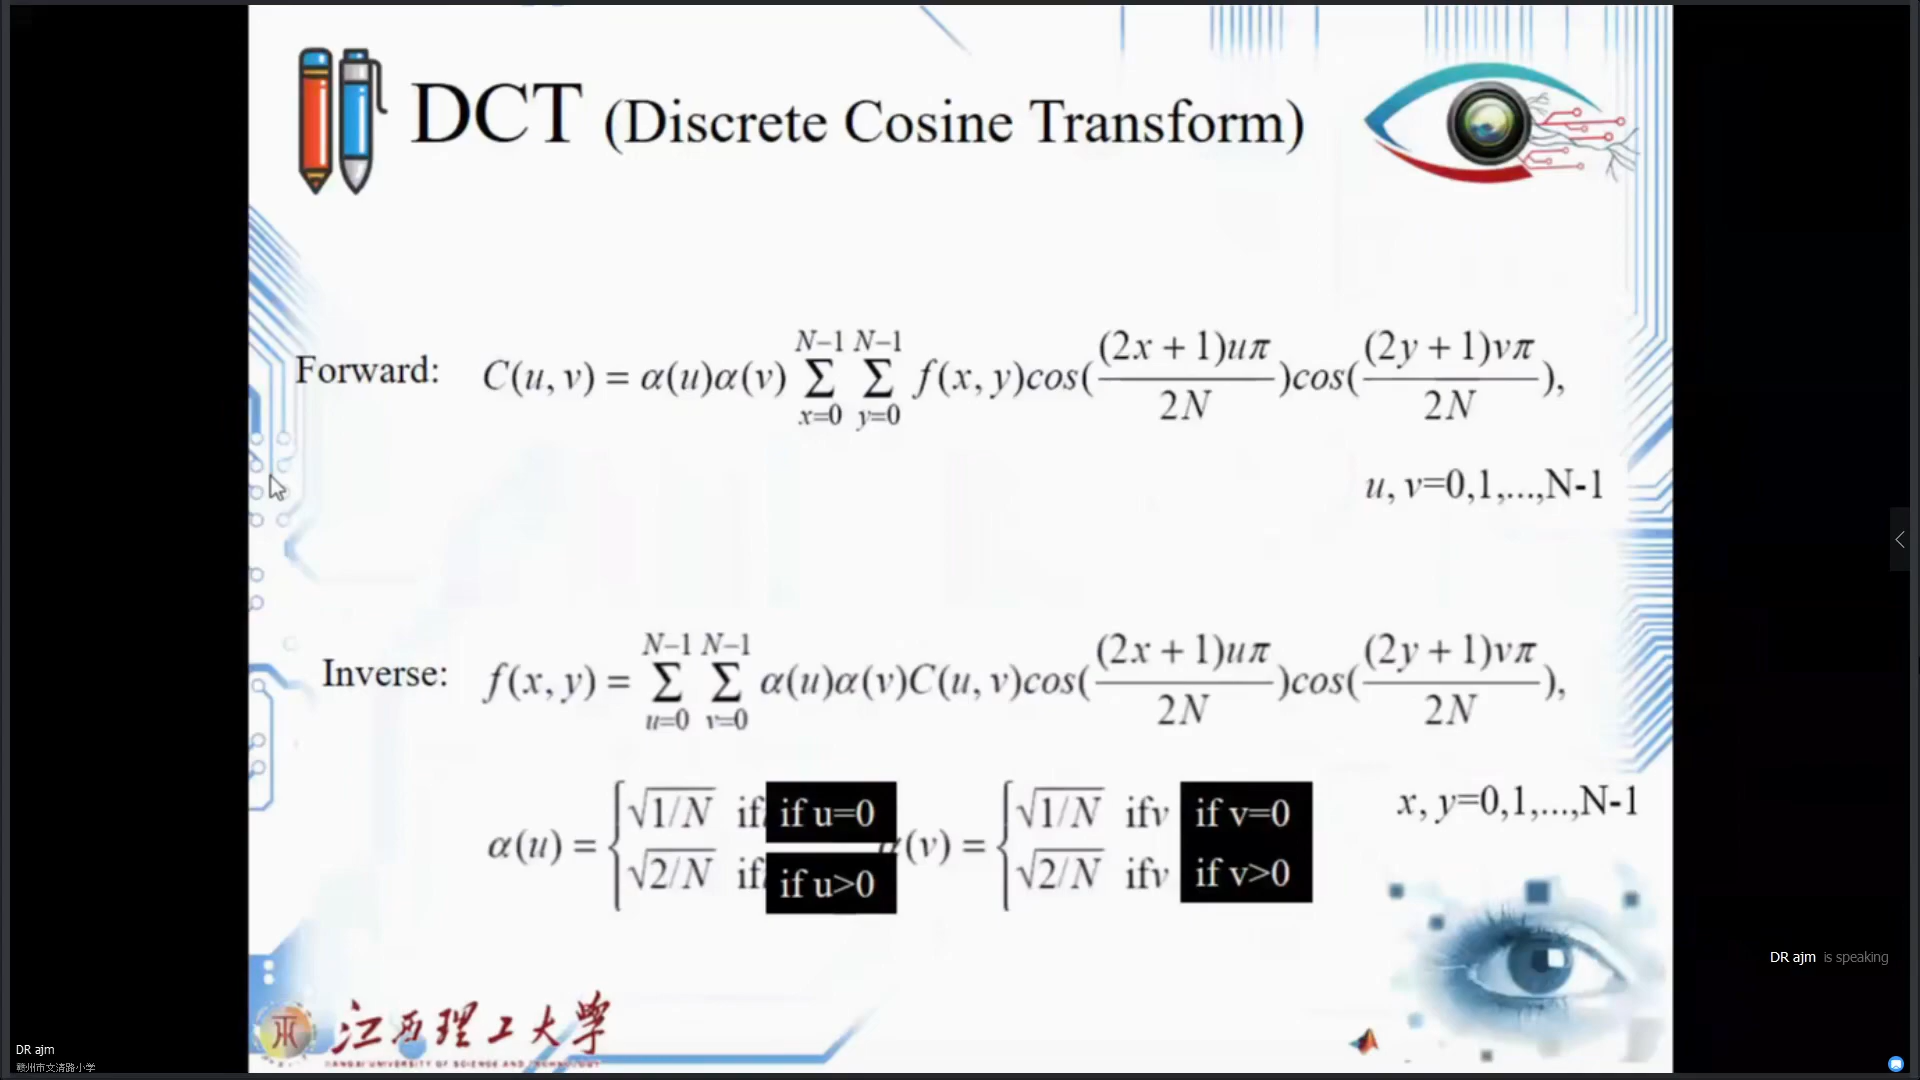 DCT (Discrete Cosine Transform)
Forward: C(u, v) = α(u)α(v) ∑_{x=0}^{N−1} ∑_{y=0}^{N−1} f(x, y)cos((2x + 1)uπ / 2N)cos((2y + 1)vπ / 2N),
u, v=0,1,...,N-1
Inverse: f(x, y) = ∑_{u=0}^{N−1} ∑_{v=0}^{N−1} α(u)α(v)C(u, v)cos((2x + 1)uπ / 2N)cos((2y + 1)vπ / 2N),
x, y=0,1,...,N-1
α(u) = { √1/N if if u=0
√2/N if if u>0
α(v) = { √1/N ifv if v=0
√2/N ifv if v>0
DR ajm is speaking
江西理工大学
JIANGXI UNIVERSITY OF SCIENCE AND TECHNOLOGY
DR ajm
赣州市文清路小学